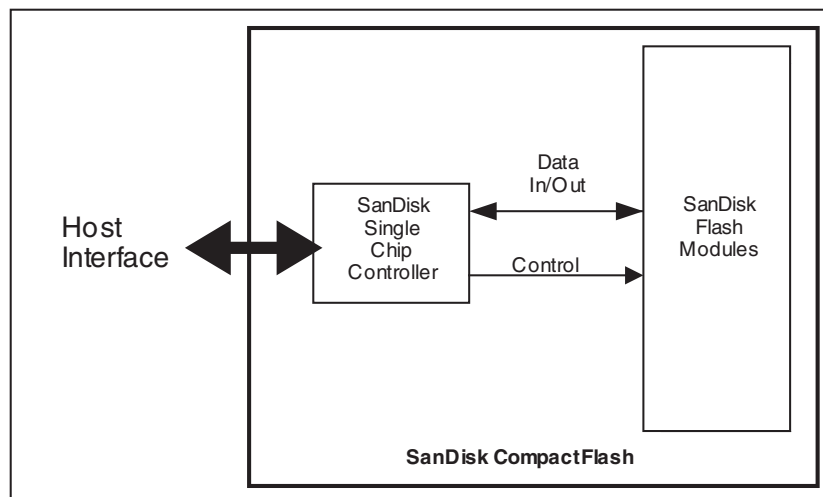 Host
Interface
SanDisk
Single
Chip
Controller
Data
In/Out
Control
SanDisk
Flash
Modules
SanDisk CompactFlash